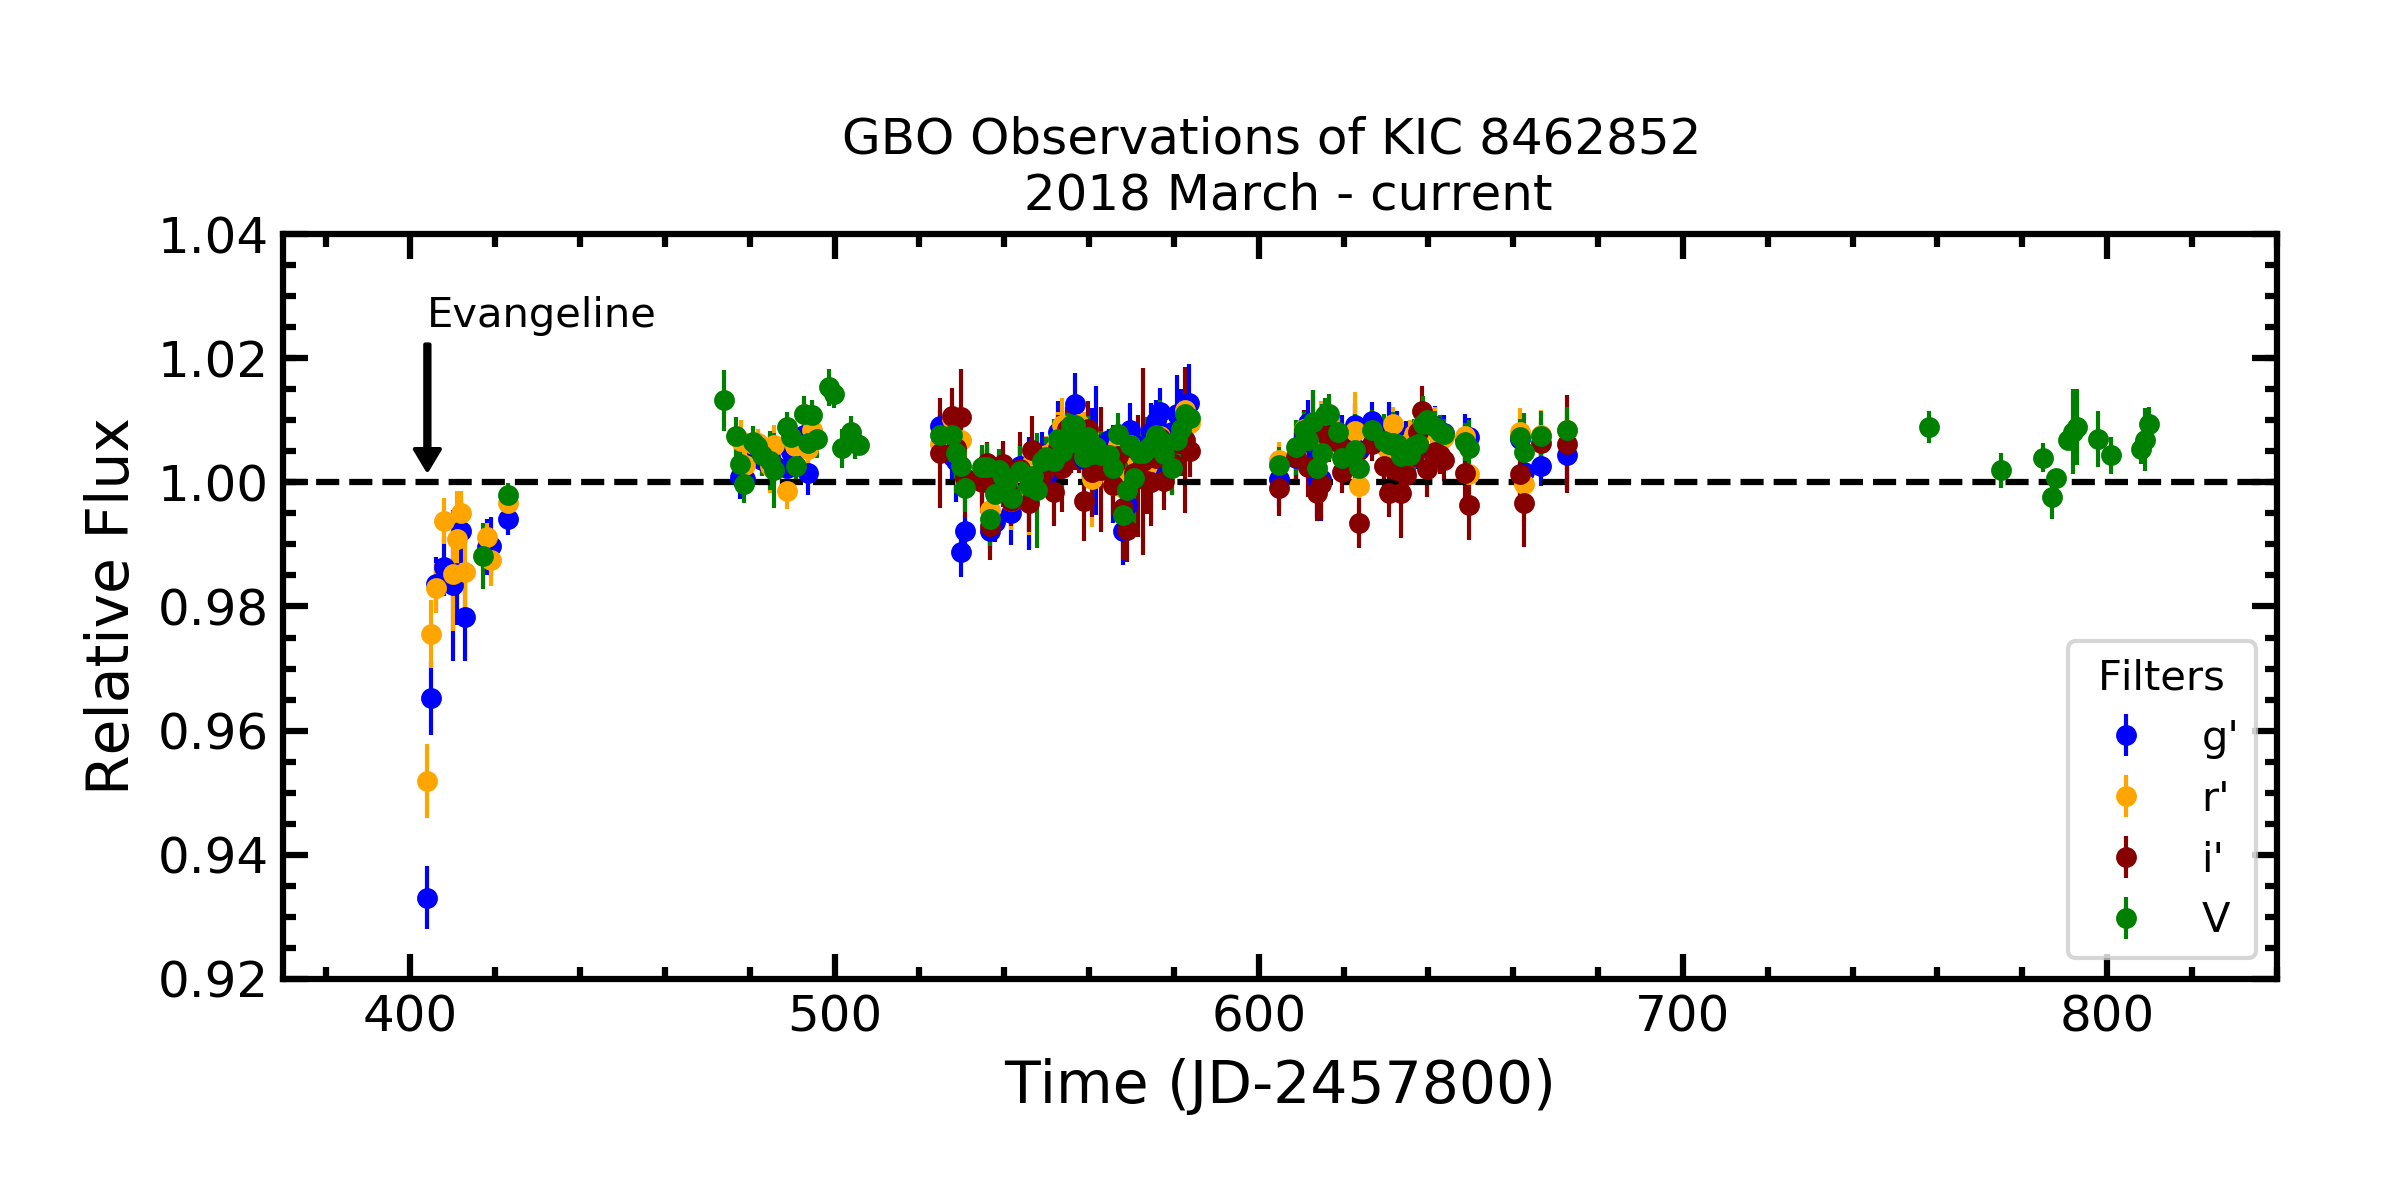 GBO Observations of KIC 8462852
2018 March - current
1.04
1.02
1.00
0.98
0.96
0.94
0.92
Relative Flux
Evangeline
Filters
g'
r'
i'
V
400 500 600 700 800
Time (JD-2457800)